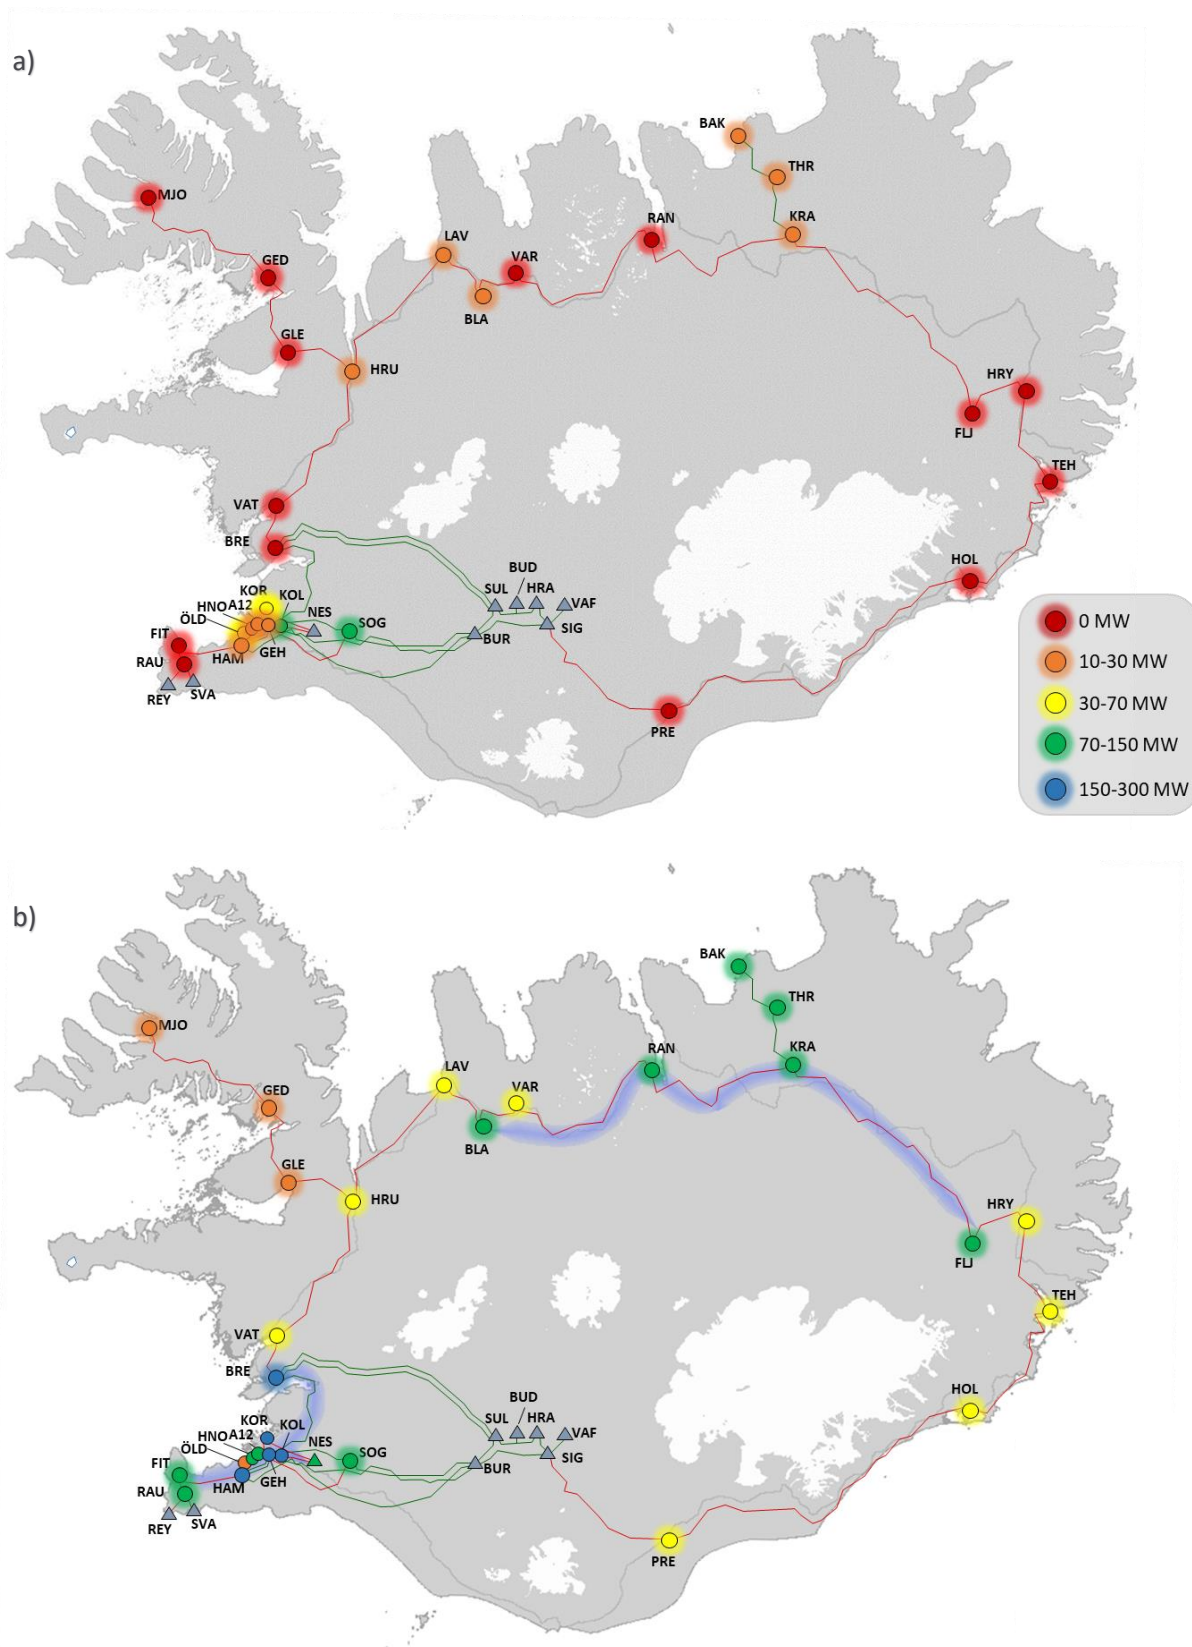 a)
BAK
THR
MJO
RAN
KRA
LAV
VAR
GED
BLA
GLE
HRU
HRY
FLJ
TEH
VAT
BRE
HOL
BUD
SUL
HRA
VAF
KOR
KOL
HNO
A12
NES
ÖLD
SOG
SIG
FIT
BUR
HAM
GEH
RAU
REY
SVA
PRE
0 MW
10-30 MW
30-70 MW
70-150 MW
150-300 MW
b)
BAK
THR
MJO
RAN
KRA
LAV
VAR
GED
BLA
GLE
HRU
HRY
FLJ
TEH
VAT
BRE
HOL
BUD
SUL
HRA
VAF
KOR
KOL
HNO
A12
NES
ÖLD
SOG
SIG
FIT
BUR
HAM
GEH
RAU
REY
SVA
PRE